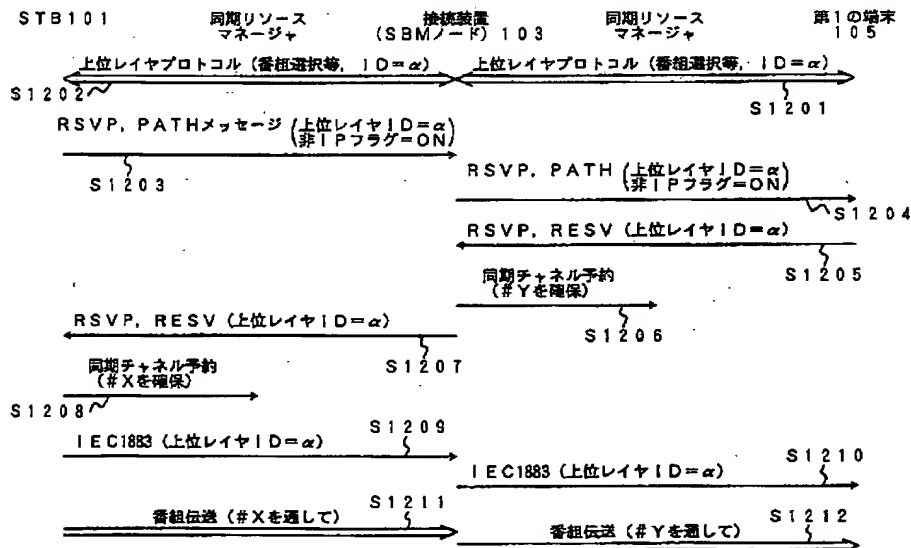 STB101
同期リソース
マネージャ
接続装置
(SBMノード)103
同期リソース
マネージャ
第1の端末
105
上位レイヤプロトコル(番組選択等, ID=α)
上位レイヤプロトコル(番組選択等, ID=α)
S1202
S1201
RSVP, PATHメッセージ(上位レイヤID=α
非IPフラグ=ON)
S1203
RSVP, PATH(上位レイヤID=α
非IPフラグ=ON)
S1204
RSVP, RESV(上位レイヤID=α)
S1205
同期チャネル予約
(#Yを確保)
S1206
RSVP, RESV(上位レイヤID=α)
S1207
同期チャネル予約
(#Xを確保)
S1208
S1209
IEC1883(上位レイヤID=α)
S1210
IEC1883(上位レイヤID=α)
S1211
番組伝送(#Xを通して)
S1212
番組伝送(#Yを通して)